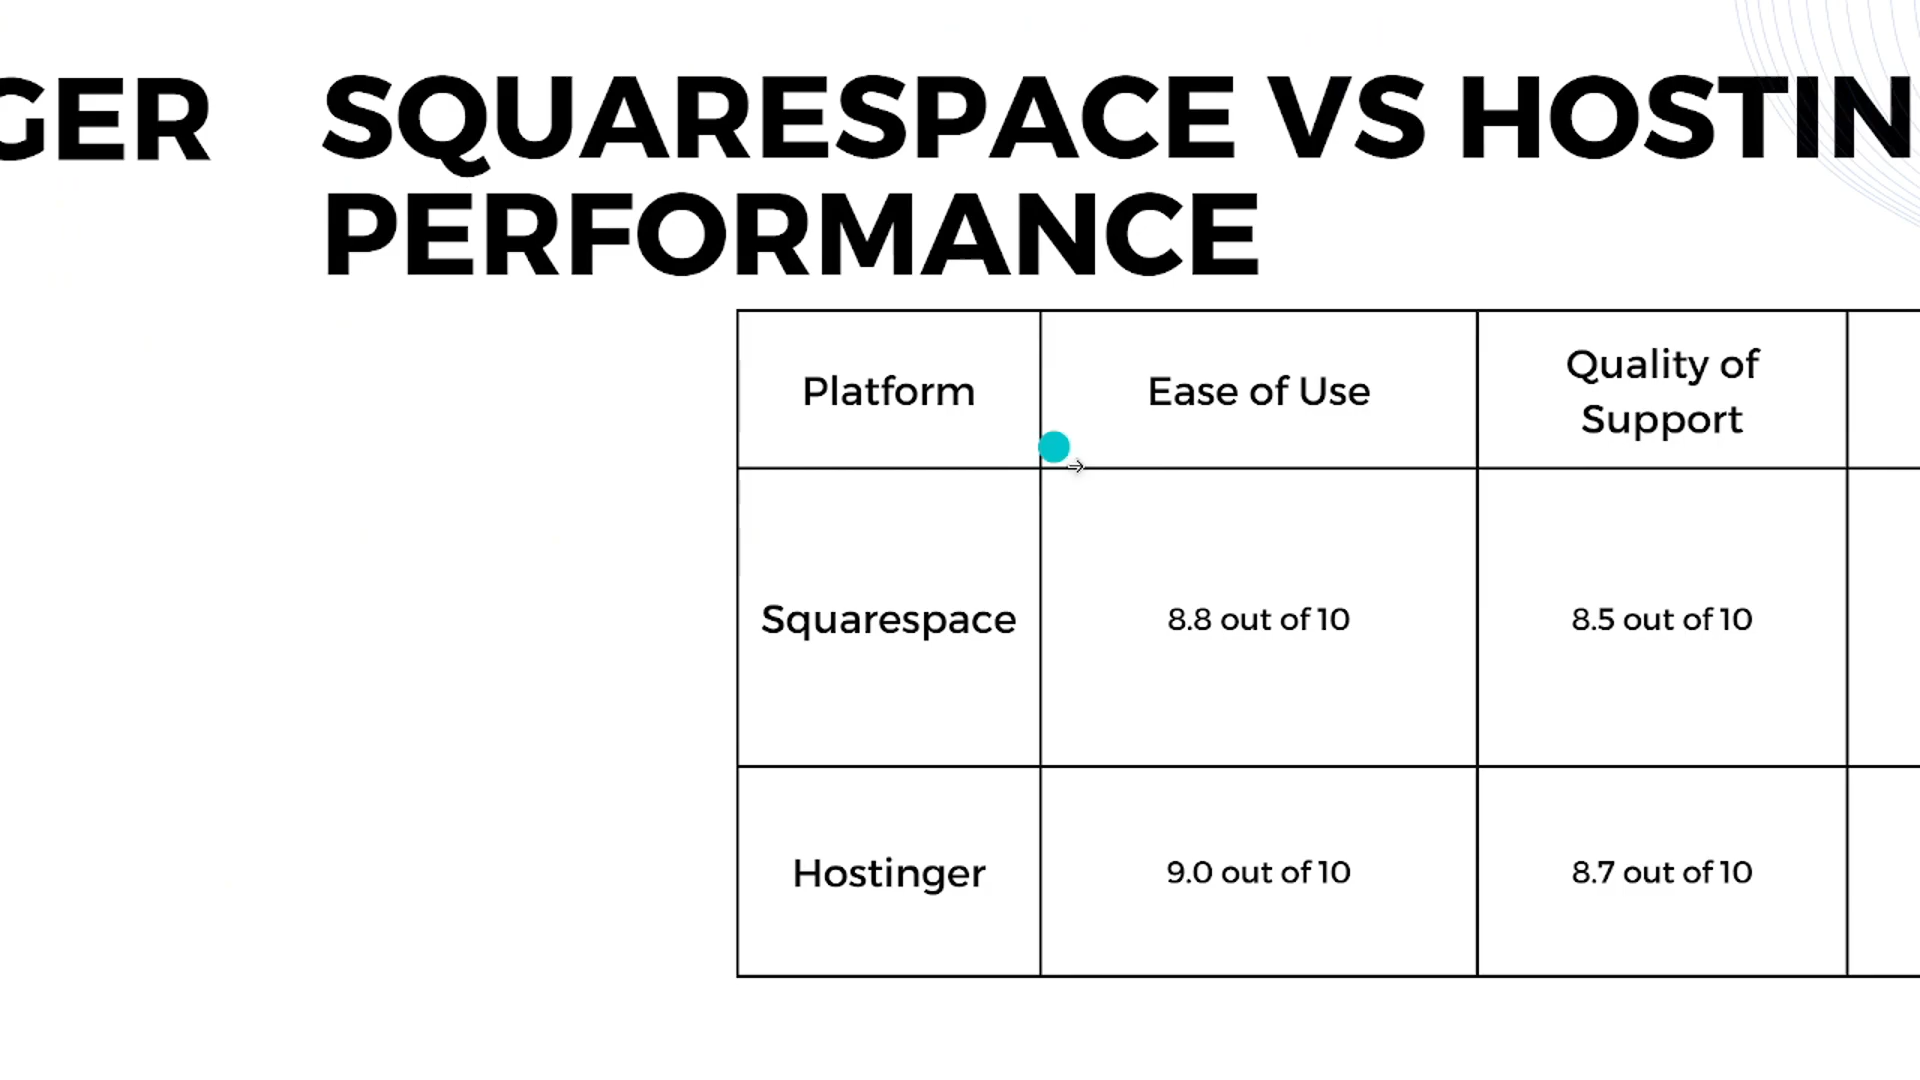 GER
SQUARESPACE VS HOSTIN
PERFORMANCE
Platform
Ease of Use
Quality of
Support
Squarespace
8.8 out of 10
8.5 out of 10
Hostinger
9.0 out of 10
8.7 out of 10